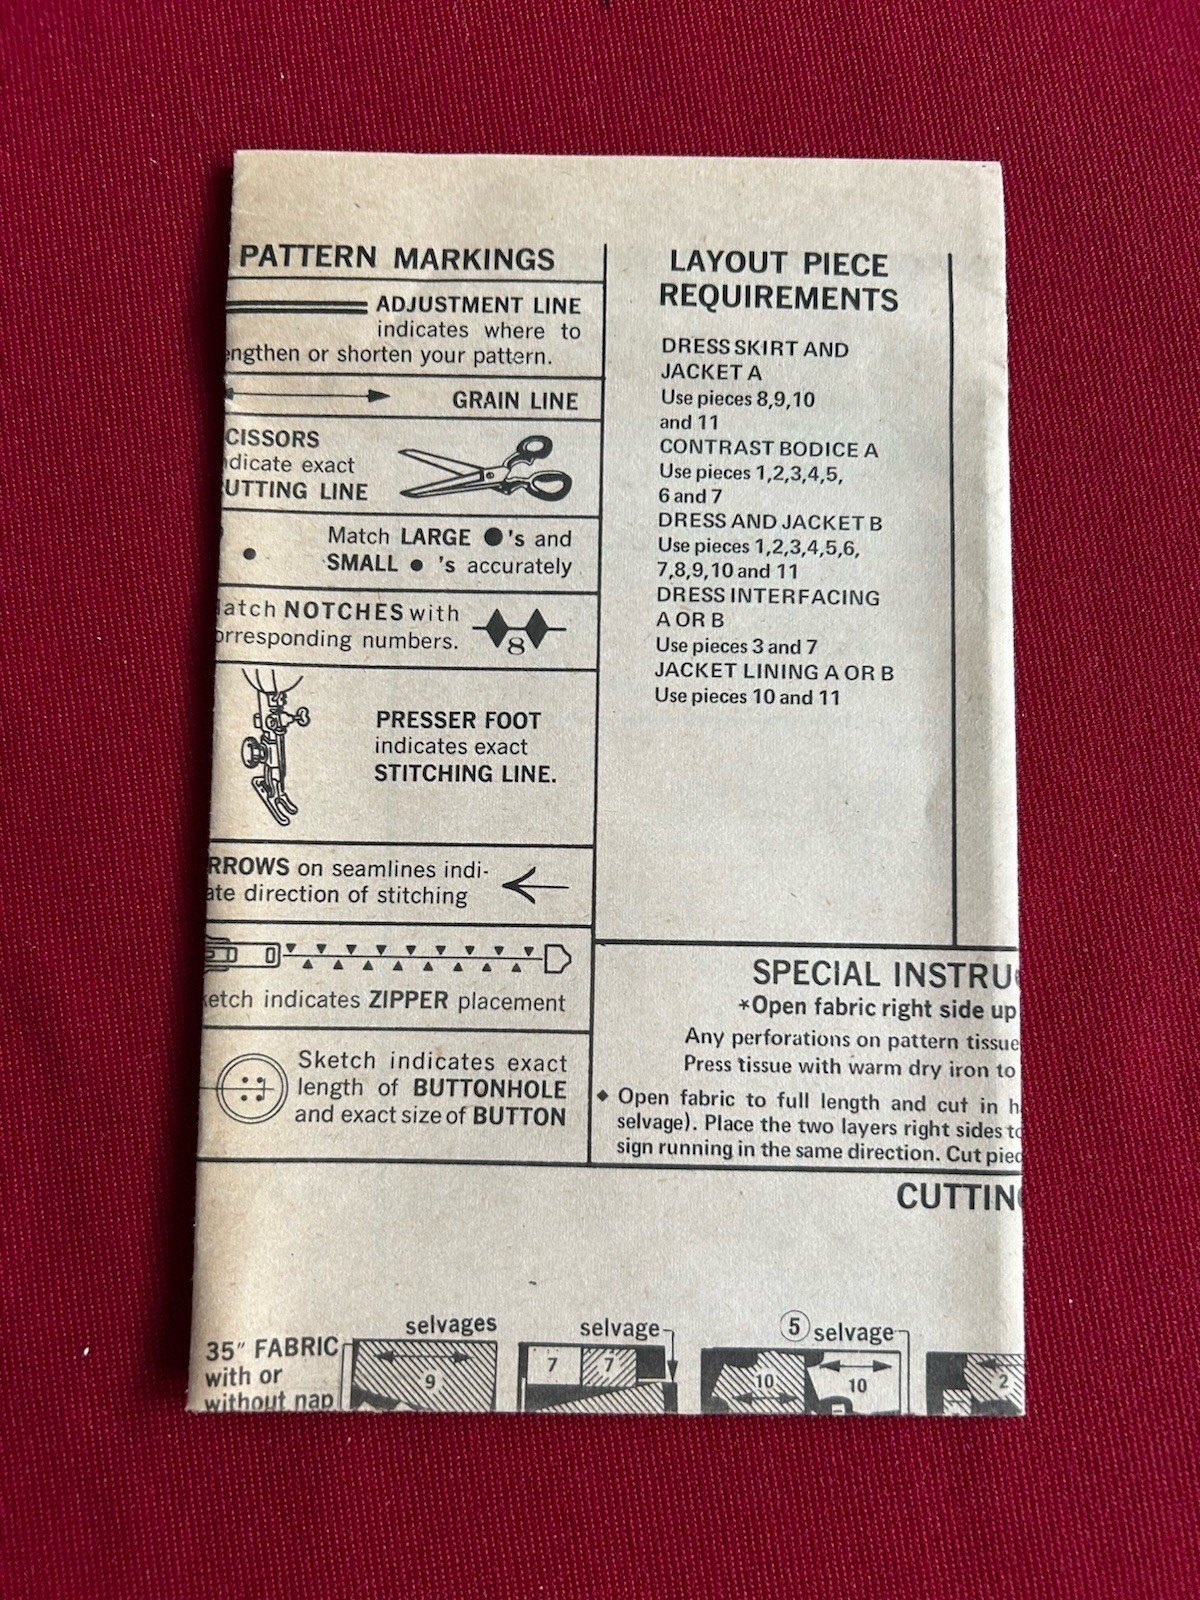 PATTERN MARKINGS
ADJUSTMENT LINE
indicates where to
engthen or shorten your pattern.
GRAIN LINE
CISSORS
dicate exact
UTTING LINE
Match LARGE ●'s and
SMALL ● 's accurately
atch NOTCHES with
orresponding numbers.
8
PRESSER FOOT
indicates exact
STITCHING LINE.
RROWS on seamlines indi-
ate direction of stitching
ketch indicates ZIPPER placement
Sketch indicates exact
length of BUTTONHOLE
and exact size of BUTTON
LAYOUT PIECE
REQUIREMENTS
DRESS SKIRT AND
JACKET A
Use pieces 8,9,10
and 11
CONTRAST BODICE A
Use pieces 1,2,3,4,5,
6 and 7
DRESS AND JACKET B
Use pieces 1,2,3,4,5,6,
7,8,9,10 and 11
DRESS INTERFACING
A OR B
Use pieces 3 and 7
JACKET LINING A OR B
Use pieces 10 and 11
SPECIAL INSTRU
*Open fabric right side up
Any perforations on pattern tissue
Press tissue with warm dry iron to
◆ Open fabric to full length and cut in h
selvage). Place the two layers right sides to
sign running in the same direction. Cut piec
CUTTIN
selvages
selvage
5 selvage
35" FABRIC
with or
without nap
9
7 7
10 10
2